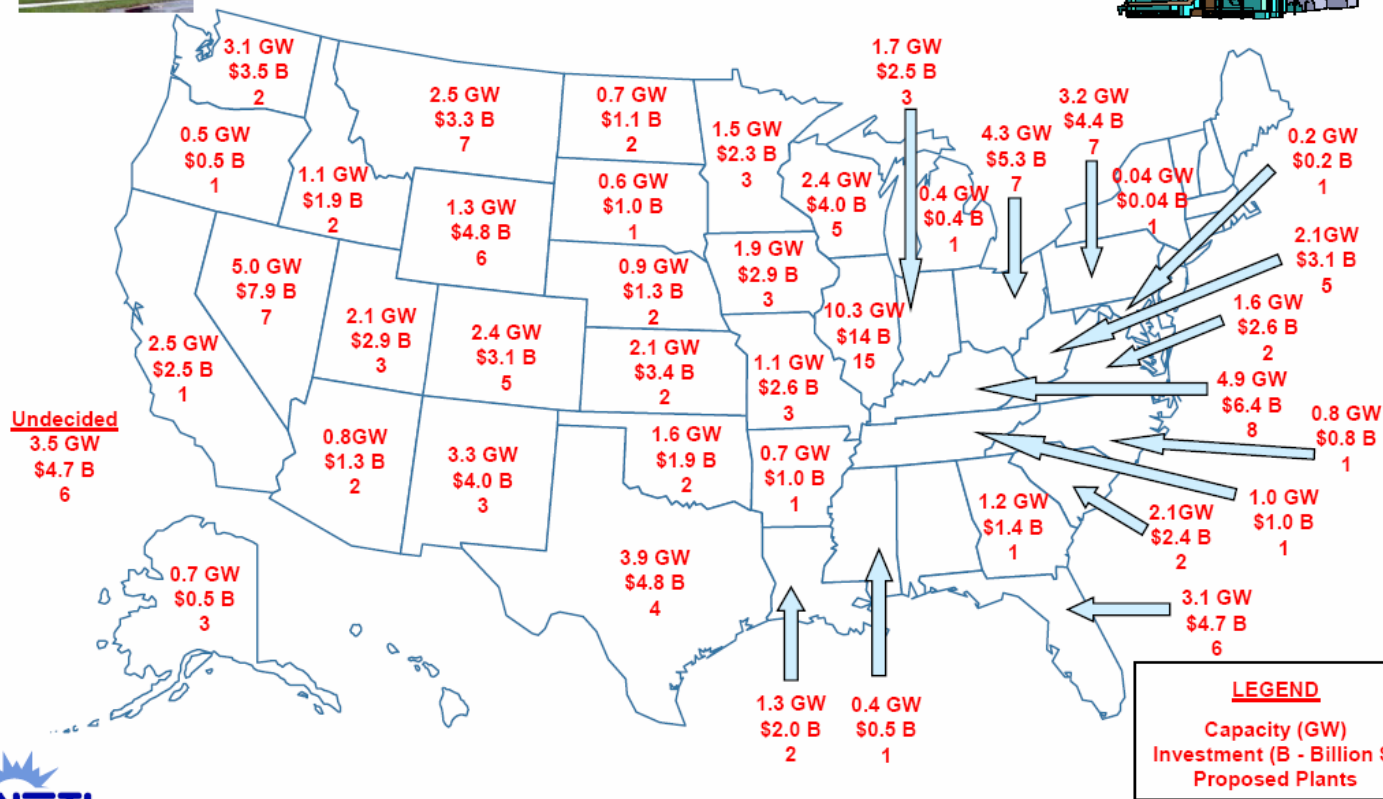 3.1 GW
$3.5 B
2
0.5 GW
$0.5 B
1
1.1 GW
$1.9 B
2
2.5 GW
$3.3 B
7
1.3 GW
$4.8 B
6
0.7 GW
$1.1 B
2
0.6 GW
$1.0 B
1
0.9 GW
$1.3 B
2
1.5 GW
$2.3 B
3
1.9 GW
$2.9 B
3
2.4 GW
$4.0 B
5
0.4 GW
$0.4 B
1
1.7 GW
$2.5 B
3
4.3 GW
$5.3 B
7
3.2 GW
$4.4 B
7
0.04 GW
$0.04 B
1
0.2 GW
$0.2 B
1
2.1GW
$3.1 B
5
1.6 GW
$2.6 B
2
4.9 GW
$6.4 B
8
0.8 GW
$0.8 B
1
1.0 GW
$1.0 B
1
2.1GW
$2.4 B
2
5.0 GW
$7.9 B
7
2.5 GW
$2.5 B
1
2.1 GW
$2.9 B
3
2.4 GW
$3.1 B
5
2.1 GW
$3.4 B
2
1.1 GW
$2.6 B
3
10.3 GW
$14 B
15
Undecided
3.5 GW
$4.7 B
6
0.8GW
$1.3 B
2
3.3 GW
$4.0 B
3
1.6 GW
$1.9 B
2
0.7 GW
$1.0 B
1
1.2 GW
$1.4 B
1
3.9 GW
$4.8 B
4
0.7 GW
$0.5 B
3
3.1 GW
$4.7 B
6
1.3 GW
$2.0 B
2
0.4 GW
$0.5 B
1
LEGEND
Capacity (GW)
Investment (B - Billion $
Proposed Plants
NETL